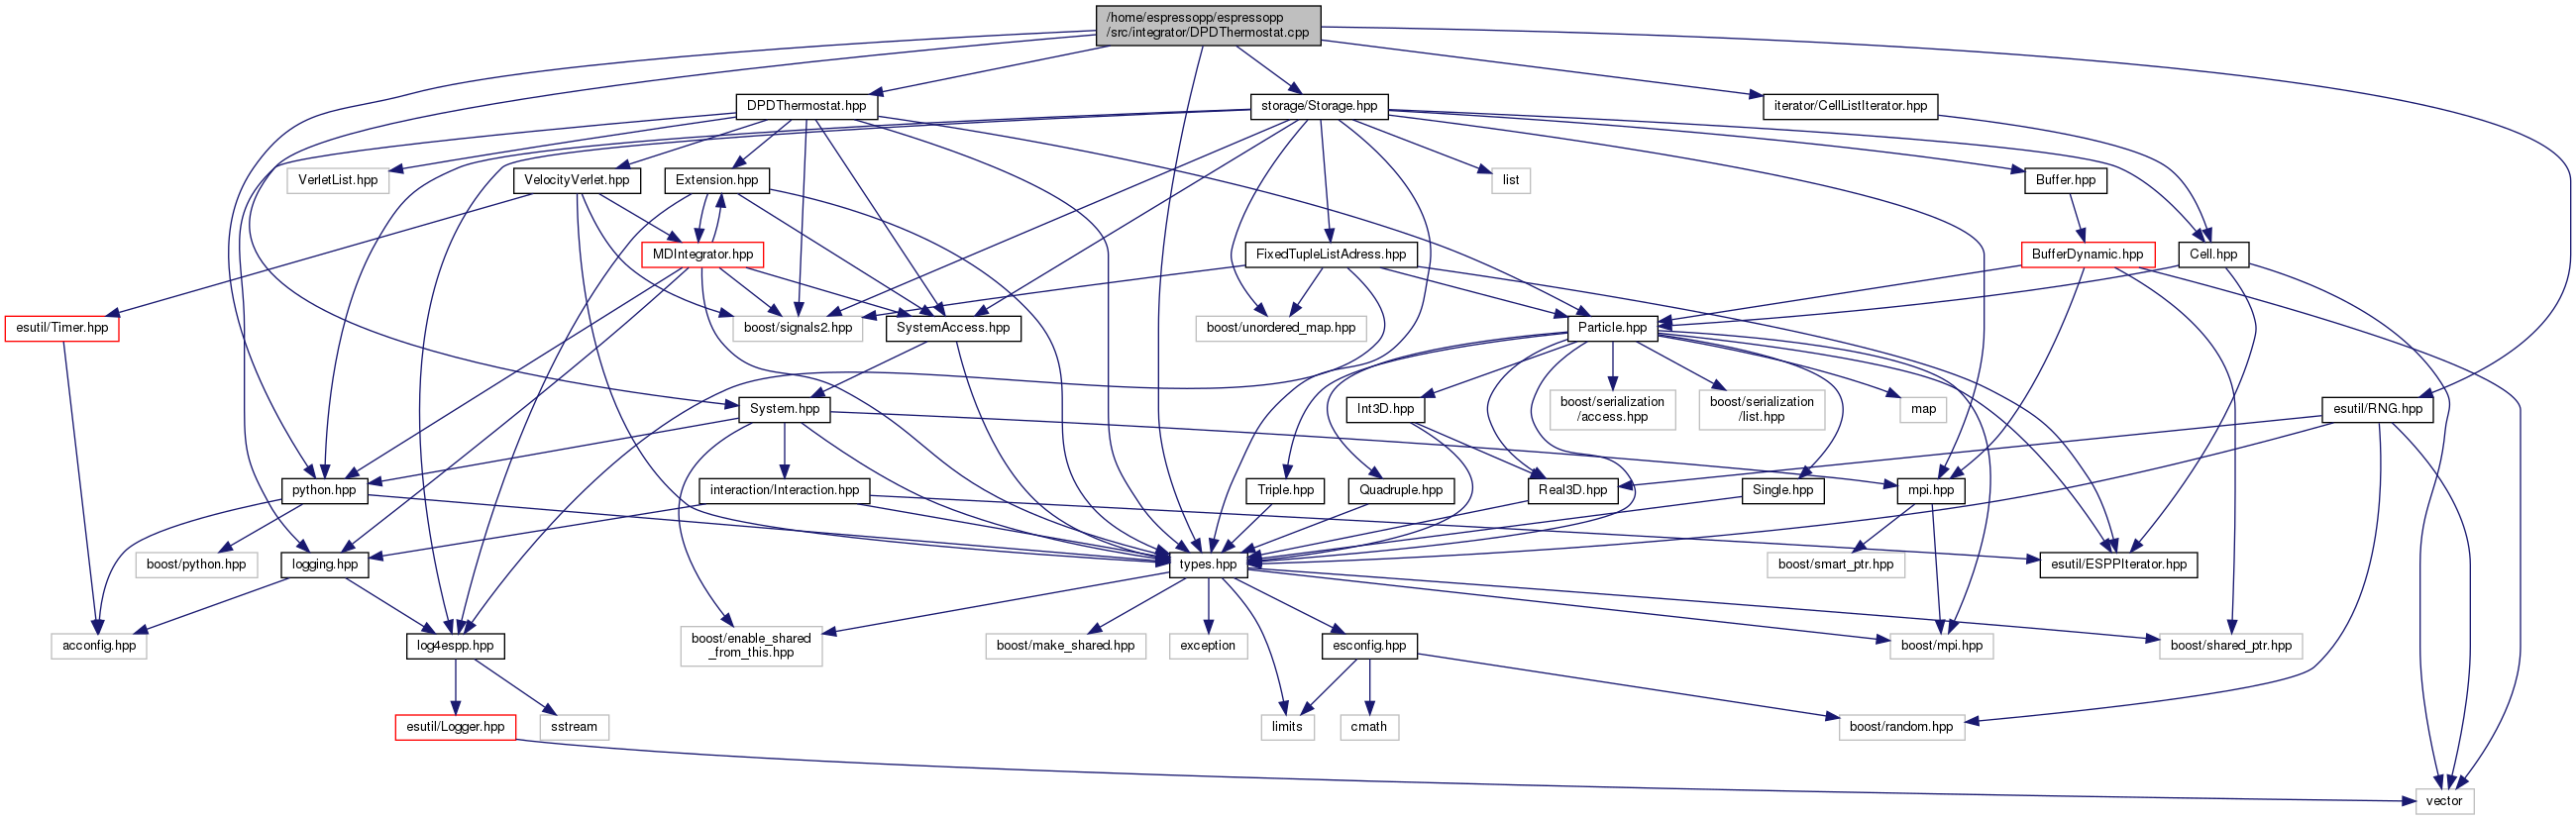 /home/espressopp/espressopp
/src/integrator/DPDThermostat.cpp
DPDThermostat.hpp
storage/Storage.hpp
iterator/CellListIterator.hpp
VerletList.hpp
VelocityVerlet.hpp
Extension.hpp
list
Buffer.hpp
MDIntegrator.hpp
FixedTupleListAdress.hpp
BufferDynamic.hpp
Cell.hpp
esutil/Timer.hpp
boost/signals2.hpp
SystemAccess.hpp
boost/unordered_map.hpp
Particle.hpp
System.hpp
Int3D.hpp
boost/serialization
/access.hpp
boost/serialization
/list.hpp
map
esutil/RNG.hpp
python.hpp
interaction/Interaction.hpp
Triple.hpp
Quadruple.hpp
Real3D.hpp
Single.hpp
mpi.hpp
boost/python.hpp
logging.hpp
types.hpp
boost/smart_ptr.hpp
esutil/ESPPIterator.hpp
acconfig.hpp
log4espp.hpp
boost/enable_shared
_from_this.hpp
boost/make_shared.hpp
exception
esconfig.hpp
boost/mpi.hpp
boost/shared_ptr.hpp
esutil/Logger.hpp
sstream
limits
cmath
boost/random.hpp
vector